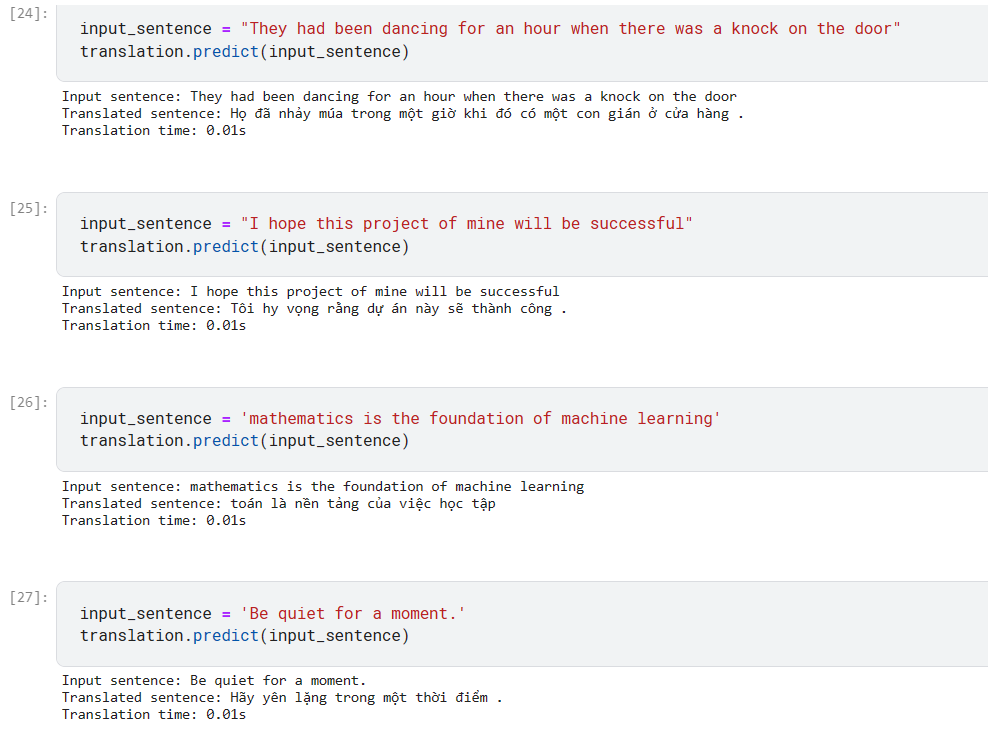 [24]:
input_sentence = "They had been dancing for an hour when there was a knock on the door"
translation.predict(input_sentence)
Input sentence: They had been dancing for an hour when there was a knock on the door
Translated sentence: Họ đã nhảy múa trong một giờ khi đó có một con gián ở cửa hàng .
Translation time: 0.01s
[25]:
input_sentence = "I hope this project of mine will be successful"
translation.predict(input_sentence)
Input sentence: I hope this project of mine will be successful
Translated sentence: Tôi hy vọng rằng dự án này sẽ thành công .
Translation time: 0.01s
[26]:
input_sentence = 'mathematics is the foundation of machine learning'
translation.predict(input_sentence)
Input sentence: mathematics is the foundation of machine learning
Translated sentence: toán là nền tảng của việc học tập
Translation time: 0.01s
[27]:
input_sentence = 'Be quiet for a moment.'
translation.predict(input_sentence)
Input sentence: Be quiet for a moment.
Translated sentence: Hãy yên lặng trong một thời điểm .
Translation time: 0.01s